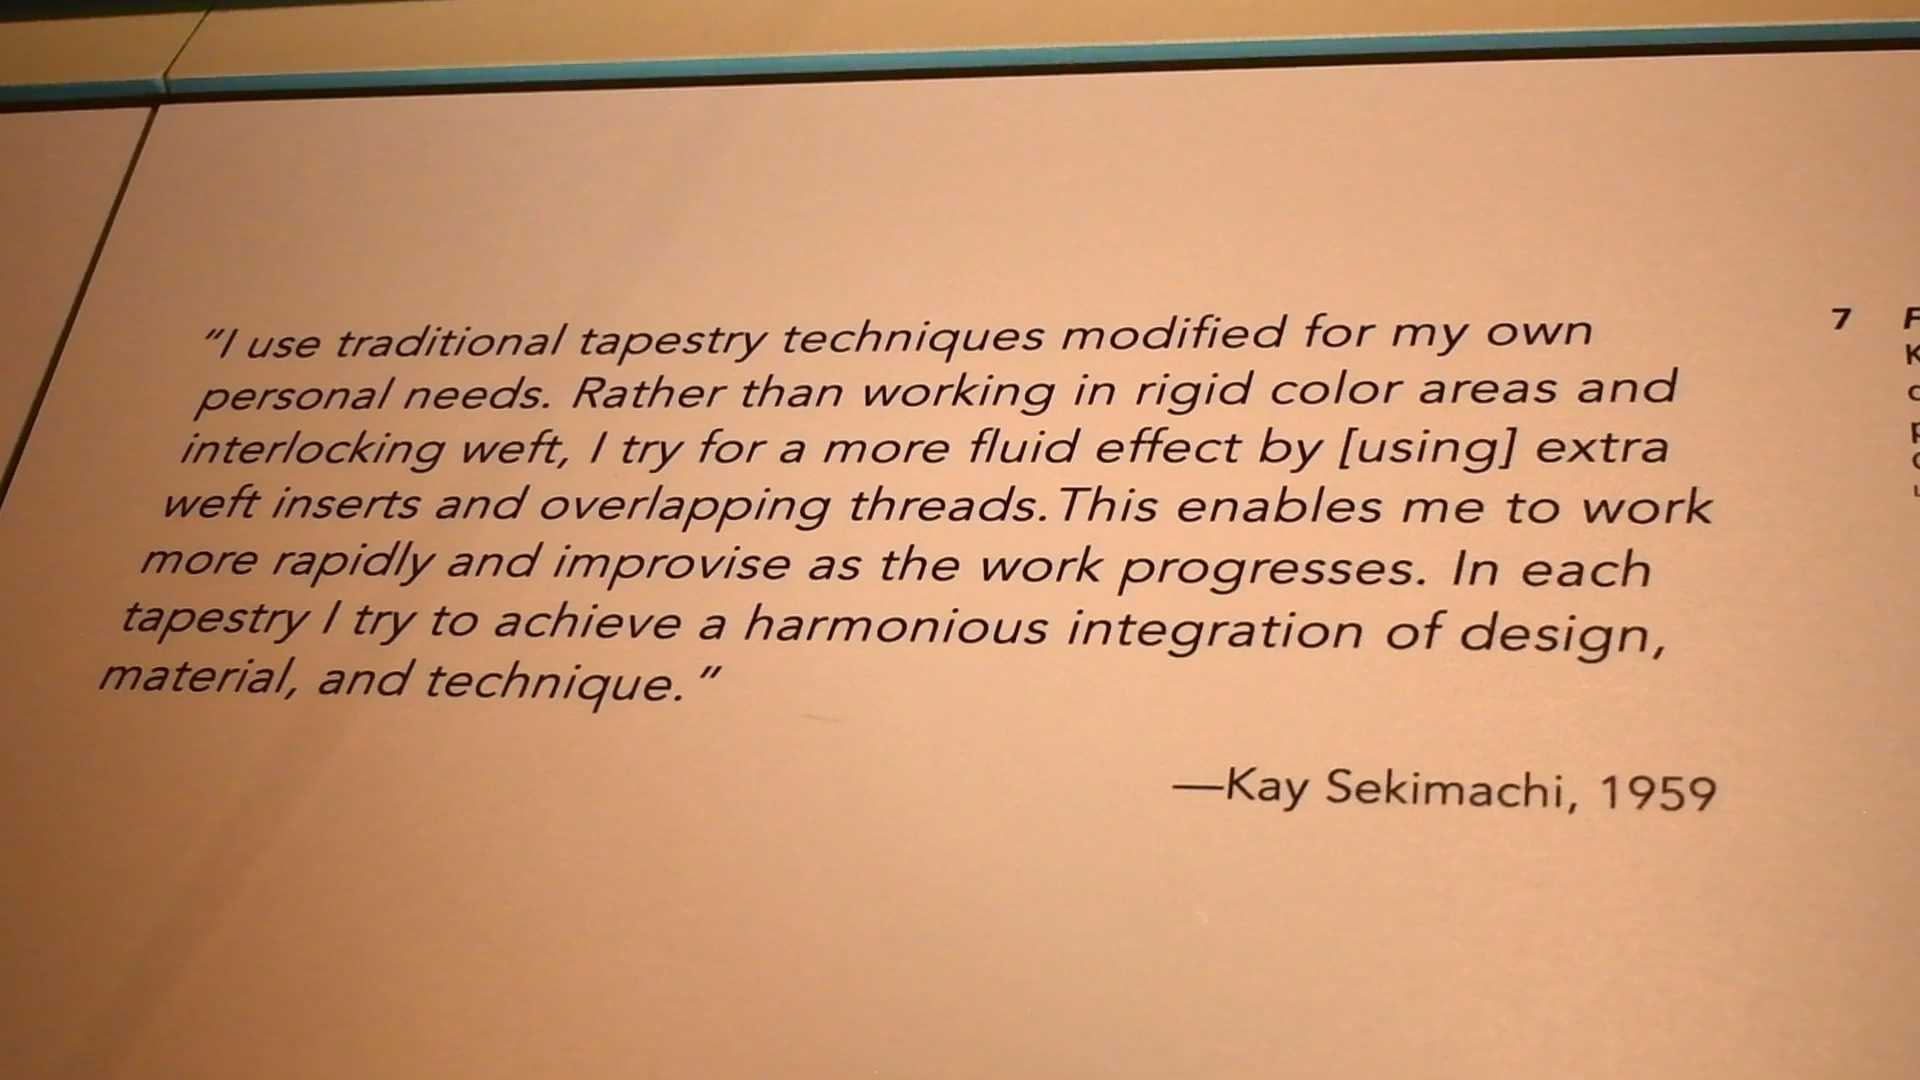 “I use traditional tapestry techniques modified for my own
personal needs. Rather than working in rigid color areas and
interlocking weft, I try for a more fluid effect by [using] extra
weft inserts and overlapping threads. This enables me to work
more rapidly and improvise as the work progresses. In each
tapestry I try to achieve a harmonious integration of design,
material, and technique.”
—Kay Sekimachi, 1959
7